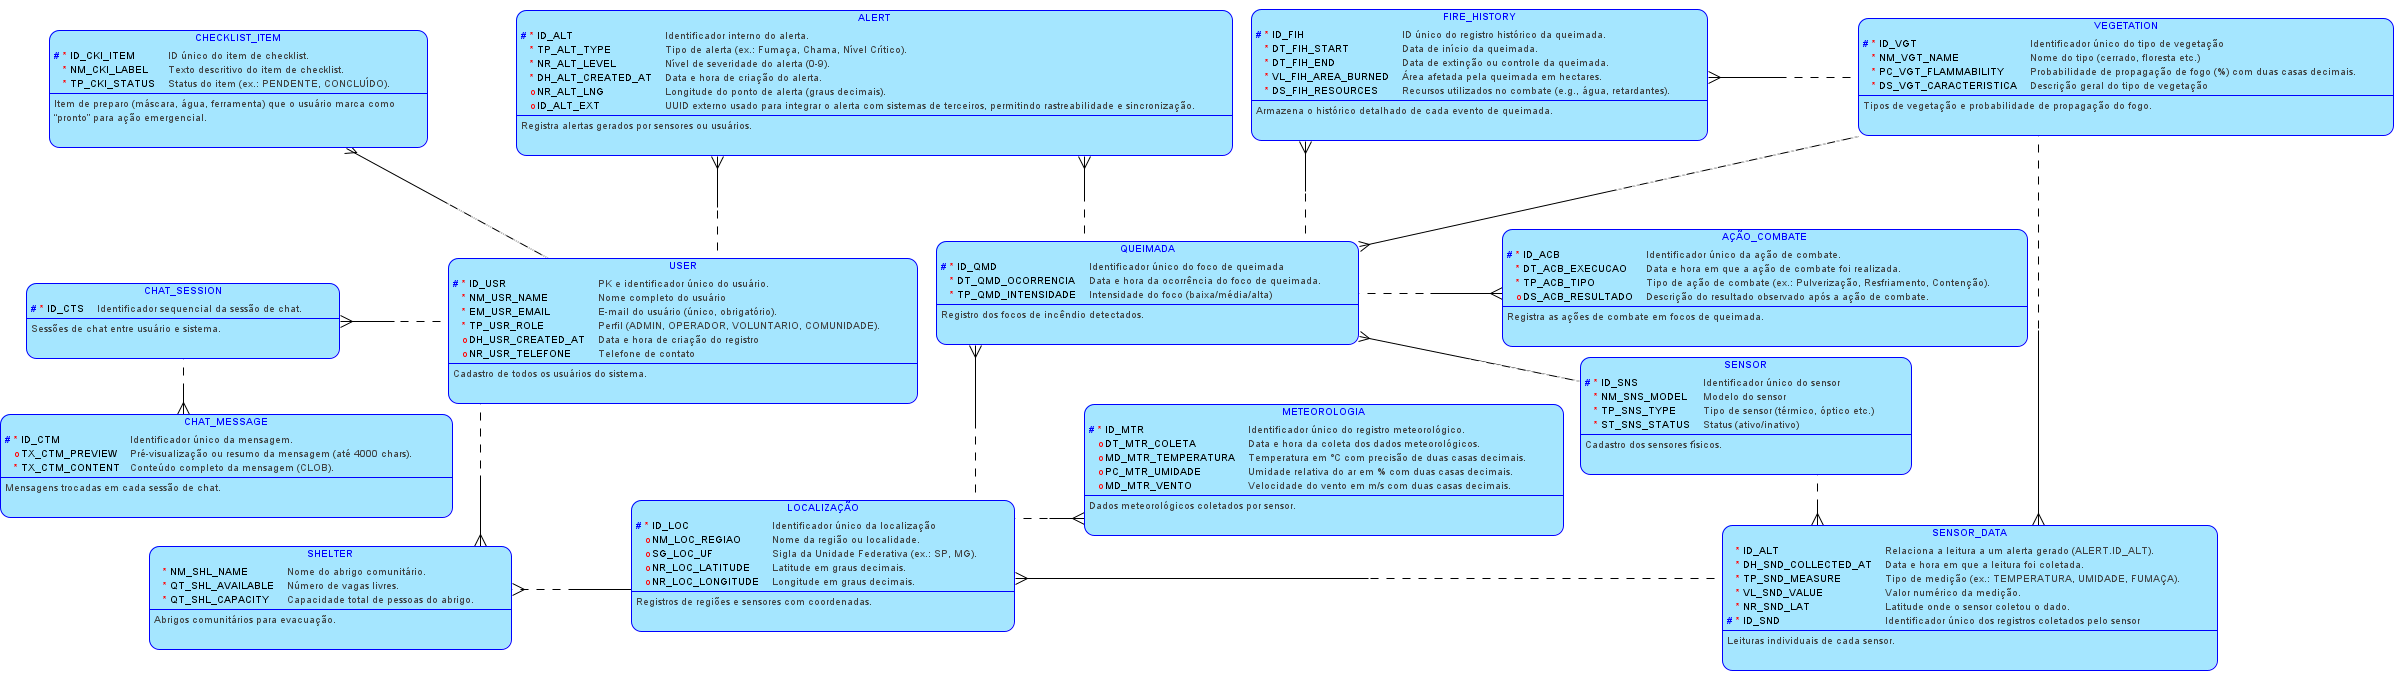 CHECKLIST_ITEM
# * ID_CKI_ITEM ID único do item de checklist.
* NM_CKI_LABEL Texto descritivo do item de checklist.
* TP_CKI_STATUS Status do item (ex.: PENDENTE, CONCLUÍDO).
Item de preparo (máscara, água, ferramenta) que o usuário marca como
"pronto" para ação emergencial.
ALERT
# * ID_ALT Identificador interno do alerta.
* TP_ALT_TYPE Tipo de alerta (ex.: Fumaça, Chama, Nível Crítico).
* NR_ALT_LEVEL Nível de severidade do alerta (0-9).
* DH_ALT_CREATED_AT Data e hora de criação do alerta.
o NR_ALT_LNG Longitude do ponto de alerta (graus decimais).
o ID_ALT_EXT UUID externo usado para integrar o alerta com sistemas de terceiros, permitindo rastreabilidade e sincronização.
Registra alertas gerados por sensores ou usuários.
FIRE_HISTORY
# * ID_FIH ID único do registro histórico da queimada.
* DT_FIH_START Data de início da queimada.
* DT_FIH_END Data de extinção ou controle da queimada.
* VL_FIH_AREA_BURNED Área afetada pela queimada em hectares.
* DS_FIH_RESOURCES Recursos utilizados no combate (e.g., água, retardantes).
Armazena o histórico detalhado de cada evento de queimada.
VEGETATION
# * ID_VGT Identificador único do tipo de vegetação
* NM_VGT_NAME Nome do tipo (cerrado, floresta etc.)
* PC_VGT_FLAMMABILITY Probabilidade de propagação de fogo (%) com duas casas decimais.
* DS_VGT_CARACTERISTICA Descrição geral do tipo de vegetação
Tipos de vegetação e probabilidade de propagação do fogo.
CHAT_SESSION
# * ID_CTS Identificador sequencial da sessão de chat.
Sessões de chat entre usuário e sistema.
USER
# * ID_USR PK e identificador único do usuário.
* NM_USR_NAME Nome completo do usuário
* EM_USR_EMAIL E-mail do usuário (único, obrigatório).
* TP_USR_ROLE Perfil (ADMIN, OPERADOR, VOLUNTARIO, COMUNIDADE).
o DH_USR_CREATED_AT Data e hora de criação do registro
o NR_USR_TELEFONE Telefone de contato
Cadastro de todos os usuários do sistema.
QUEIMADA
# * ID_QMD Identificador único do foco de queimada
* DT_QMD_OCORRENCIA Data e hora da ocorrência do foco de queimada.
* TP_QMD_INTENSIDADE Intensidade do foco (baixa/média/alta)
Registro dos focos de incêndio detectados.
AÇÃO_COMBATE
# * ID_ACB Identificador único da ação de combate.
* DT_ACB_EXECUCAO Data e hora em que a ação de combate foi realizada.
* TP_ACB_TIPO Tipo de ação de combate (ex.: Pulverização, Resfriamento, Contenção).
o DS_ACB_RESULTADO Descrição do resultado observado após a ação de combate.
Registra as ações de combate em focos de queimada.
SENSOR
# * ID_SNS Identificador único do sensor
* NM_SNS_MODEL Modelo do sensor
* TP_SNS_TYPE Tipo de sensor (térmico, óptico etc.)
* ST_SNS_STATUS Status (ativo/inativo)
Cadastro dos sensores físicos.
CHAT_MESSAGE
# * ID_CTM Identificador único da mensagem.
o TX_CTM_PREVIEW Pré-visualização ou resumo da mensagem (até 4000 chars).
* TX_CTM_CONTENT Conteúdo completo da mensagem (CLOB).
Mensagens trocadas em cada sessão de chat.
METEOROLOGIA
# * ID_MTR Identificador único do registro meteorológico.
o DT_MTR_COLETA Data e hora da coleta dos dados meteorológicos.
o MD_MTR_TEMPERATURA Temperatura em °C com precisão de duas casas decimais.
o PC_MTR_UMIDADE Umidade relativa do ar em % com duas casas decimais.
o MD_MTR_VENTO Velocidade do vento em m/s com duas casas decimais.
Dados meteorológicos coletados por sensor.
LOCALIZAÇÃO
# * ID_LOC Identificador único da localização
o NM_LOC_REGIAO Nome da região ou localidade.
o SG_LOC_UF Sigla da Unidade Federativa (ex.: SP, MG).
o NR_LOC_LATITUDE Latitude em graus decimais.
o NR_LOC_LONGITUDE Longitude em graus decimais.
Registros de regiões e sensores com coordenadas.
SHELTER
* NM_SHL_NAME Nome do abrigo comunitário.
* QT_SHL_AVAILABLE Número de vagas livres.
* QT_SHL_CAPACITY Capacidade total de pessoas do abrigo.
Abrigos comunitários para evacuação.
SENSOR_DATA
* ID_ALT Relaciona a leitura a um alerta gerado (ALERT.ID_ALT).
* DH_SND_COLLECTED_AT Data e hora em que a leitura foi coletada.
* TP_SND_MEASURE Tipo de medição (ex.: TEMPERATURA, UMIDADE, FUMAÇA).
* VL_SND_VALUE Valor numérico da medição.
* NR_SND_LAT Latitude onde o sensor coletou o dado.
# * ID_SND Identificador único dos registros coletados pelo sensor
Leituras individuais de cada sensor.